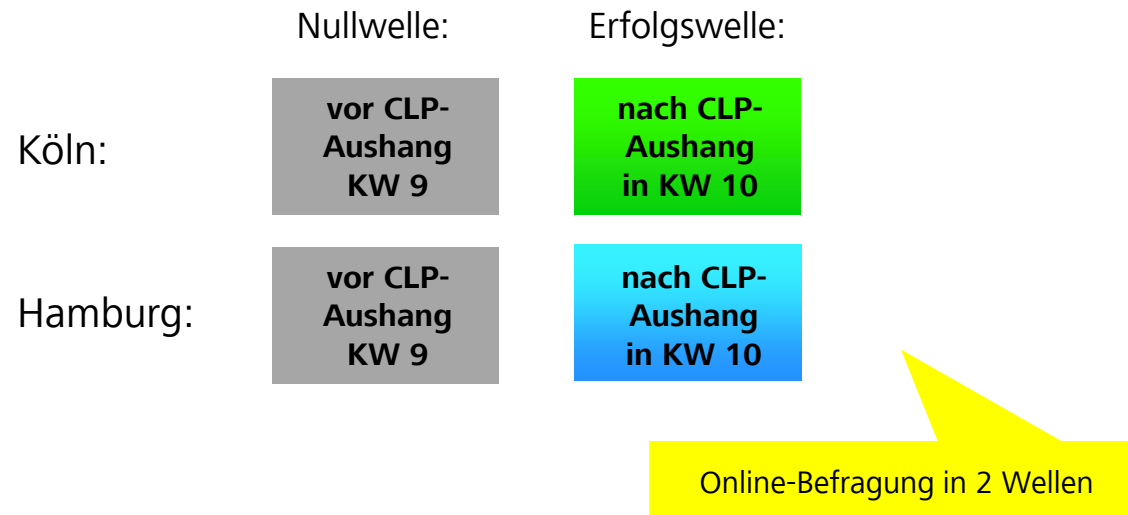 Nullwelle: Erfolgswelle:
Köln:
vor CLP-
Aushang
KW 9
nach CLP-
Aushang
in KW 10
Hamburg:
vor CLP-
Aushang
KW 9
nach CLP-
Aushang
in KW 10
Online-Befragung in 2 Wellen